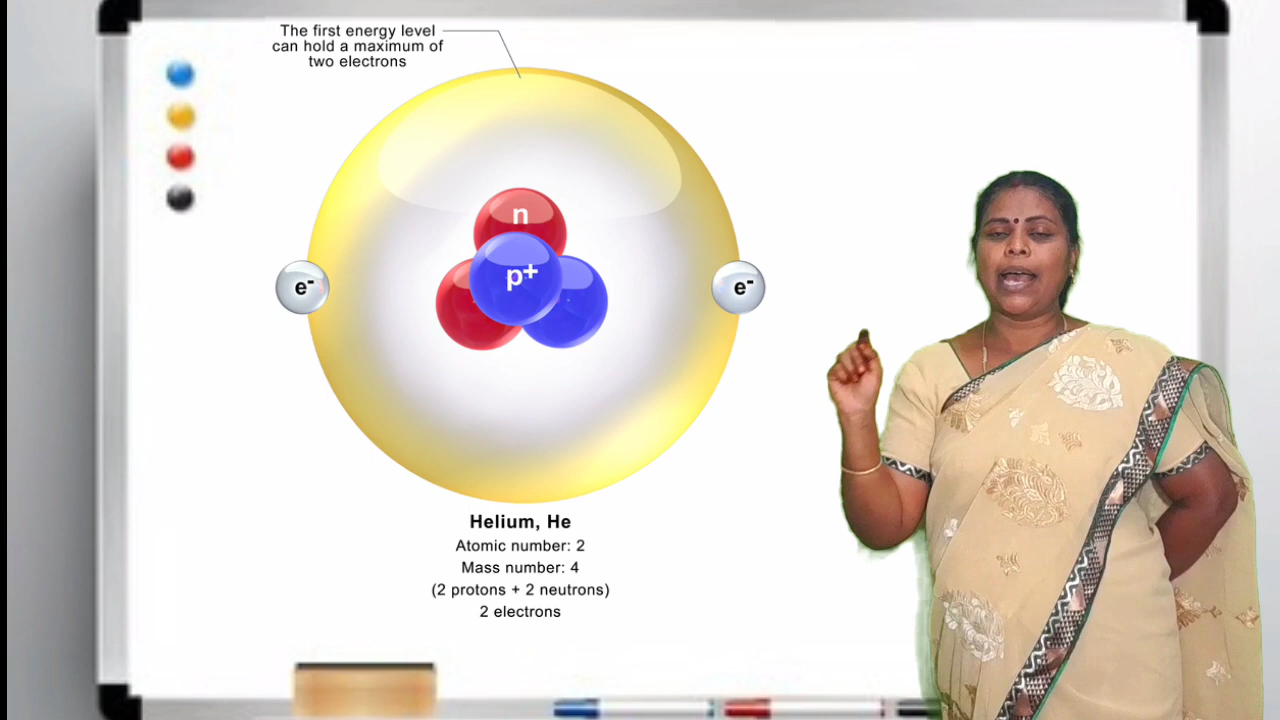 The first energy level
can hold a maximum of
two electrons
n
p+
e-
e-
Helium, He
Atomic number: 2
Mass number: 4
(2 protons + 2 neutrons)
2 electrons